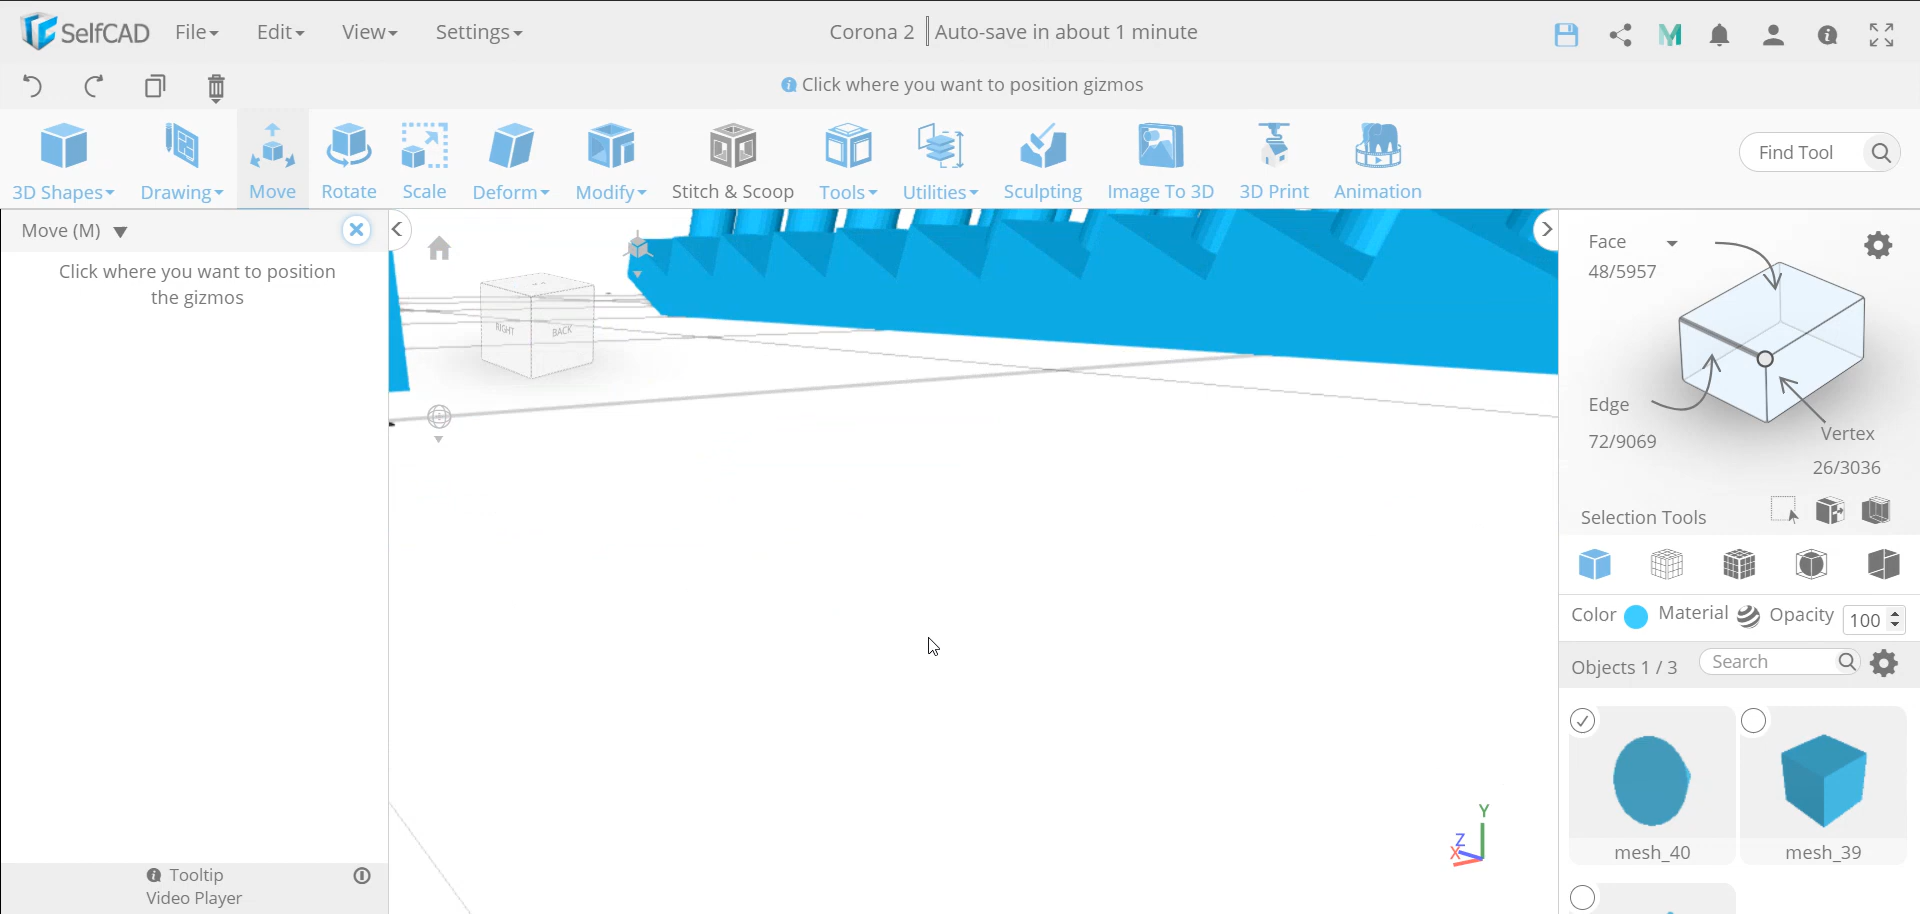 SelfCAD File Edit View Settings Corona 2 Auto-save in about 1 minute
Click where you want to position gizmos
3D Shapes Drawing Move Rotate Scale Deform Modify Stitch & Scoop Tools Utilities Sculpting Image To 3D 3D Print Animation Find Tool
Move (M)
Click where you want to position
the gizmos
RIGHT BACK
Face
48/5957
Edge
72/9069
Vertex
26/3036
Selection Tools
Color Material Opacity 100
Objects 1 / 3 Search
mesh_40 mesh_39
Y
Z
X
Tooltip
Video Player